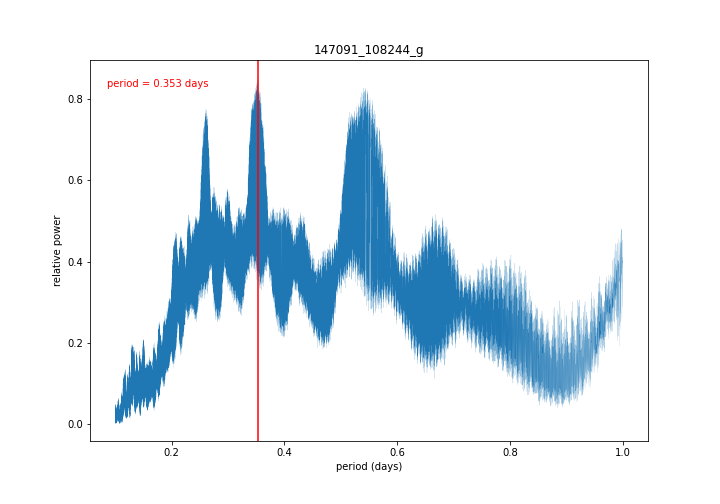 147091_108244_g
period = 0.353 days
relative power
0.8
0.6
0.4
0.2
0.0
0.2 0.4 0.6 0.8 1.0
period (days)